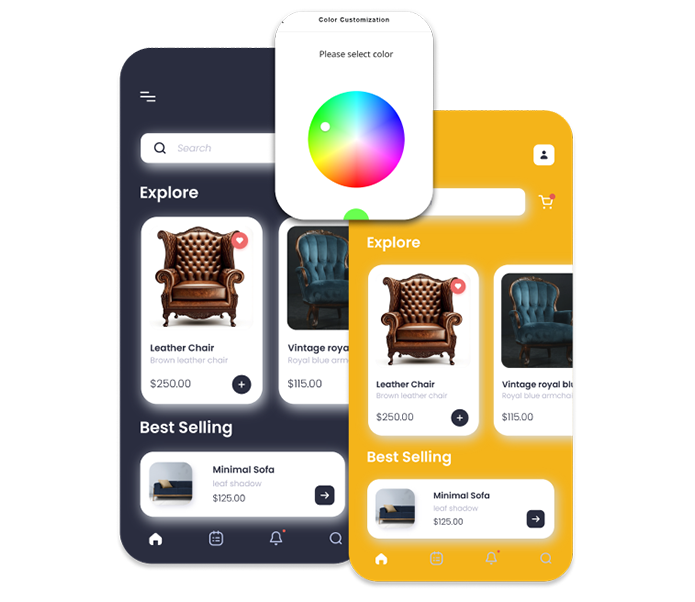 Color Customization
Please select color
Search
Explore
Leather Chair
Brown leather chair
$250.00
Vintage roya
Royal blue armc
$115.00
Best Selling
Minimal Sofa
leaf shadow
$125.00
Explore
Leather Chair
Brown leather chair
$250.00
Vintage royal blu
Royal blue armchai
$115.00
Best Selling
Minimal Sofa
leaf shadow
$125.00